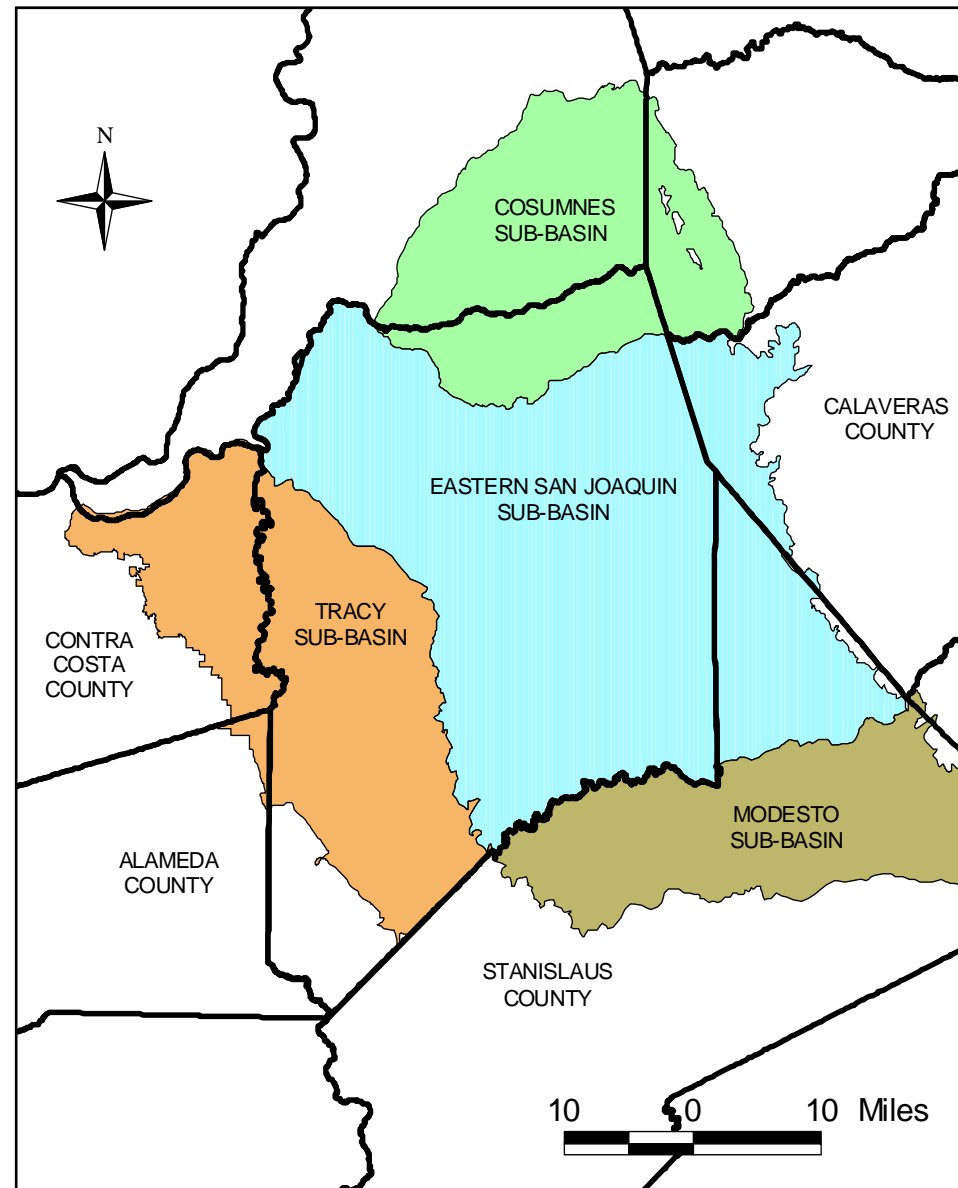 N
COSUMNES
SUB-BASIN
CALAVERAS
COUNTY
EASTERN SAN JOAQUIN
SUB-BASIN
TRACY
SUB-BASIN
CONTRA
COSTA
COUNTY
MODESTO
SUB-BASIN
ALAMEDA
COUNTY
STANISLAUS
COUNTY
10 0 10 Miles